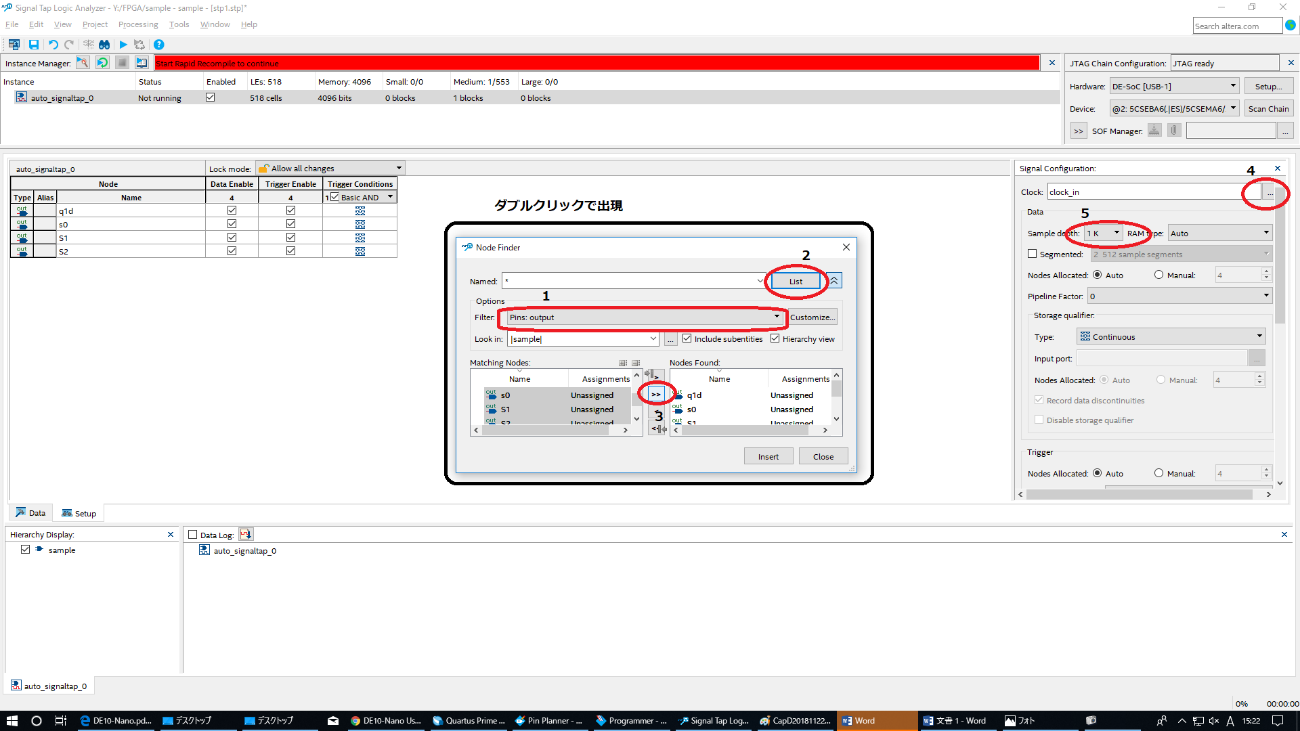 Signal Tap Logic Analyzer - Y:/FPGA/sample - sample - [stp1.stp]*
File Edit View Project Processing Tools Window Help
Search altera.com
Instance Manager: Start Rapid Recompile to continue
JTAG Chain Configuration: JTAG ready
Instance Status Enabled LEs: 518 Memory: 4096 Small: 0/0 Medium: 1/553 Large: 0/0
auto_signaltap_0 Not running 518 cells 4096 bits 0 blocks 1 blocks 0 blocks
Hardware: DE-SoC [USB-1] Setup...
Device: @2: 5CSEBA6(.|ES)/5CSEMA6/. Scan Chain
>> SOF Manager: ...
auto_signaltap_0 Lock mode: Allow all changes
Node Data Enable Trigger Enable Trigger Conditions
Type Alias Name 4 4 1 Basic AND
out q1d
out s0
out S1
out S2
ダブルクリックで出現
Node Finder
2
Named: * List
1
Options
Filter: Pins: output Customize...
Look in: |sample| ... Include subentities Hierarchy view
Matching Nodes: Nodes Found:
Name Assignments Name Assignments
out s0 Unassigned >> out q1d Unassigned
out S1 Unassigned out s0 Unassigned
out S2 Unassigned out S1 Unassigned
3
Insert Close
Signal Configuration:
4
Clock: clock_in ...
Data 5
Sample depth: 1 K RAM type: Auto
Segmented: 2 512 sample segments
Nodes Allocated: Auto Manual: 4
Pipeline Factor: 0
Storage qualifier:
Type: Continuous
Input port: ...
Nodes Allocated: Auto Manual: 4
Record data discontinuities
Disable storage qualifier
Trigger
Nodes Allocated: Auto Manual: 4
Data Setup
Hierarchy Display: Data Log:
sample auto_signaltap_0
auto_signaltap_0
0% 00:00:00
DE10-Nano.pd... デスクトップ デスクトップ DE10-Nano Us... Quartus Prime ... Pin Planner - ... Programmer - ... Signal Tap Log... CapD20181122... Word 文書 1 - Word フォト A 15:22